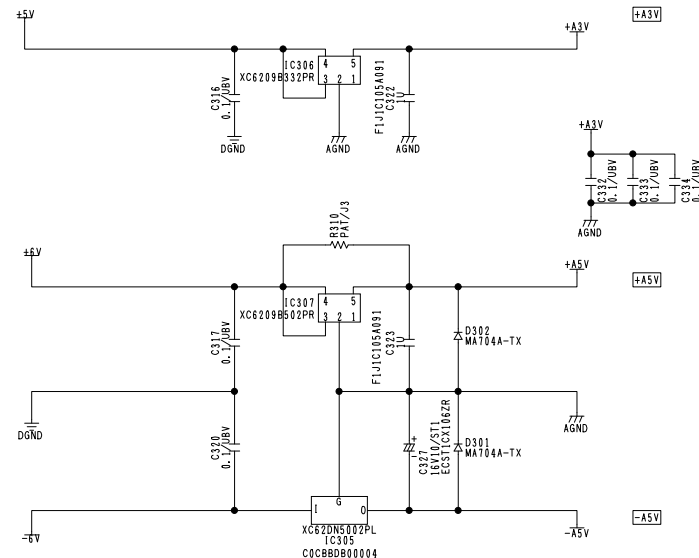 +5V
+A3V
+A3V
IC306
XC6209B332PR
4
5
3
2
1
C316
0.1/UBV
F1J1C105A091
C322
1U
DGND
AGND
AGND
+A3V
C332
0.1/UBV
C333
0.1/UBV
C334
0.1/UBV
AGND
R310
PAT/J3
+6V
+A5V
+A5V
IC307
XC6209B502PR
4
5
3
2
1
C317
0.1/UBV
F1J1C105A091
C323
1U
D302
MA704A-TX
DGND
AGND
C320
0.1/UBV
+
-
C327
16V10/ST1
ECST1CX106ZR
D301
MA704A-TX
I
G
O
-6V
XC62DN5002PL
IC305
C0CBBDB00004
-A5V
-A5V